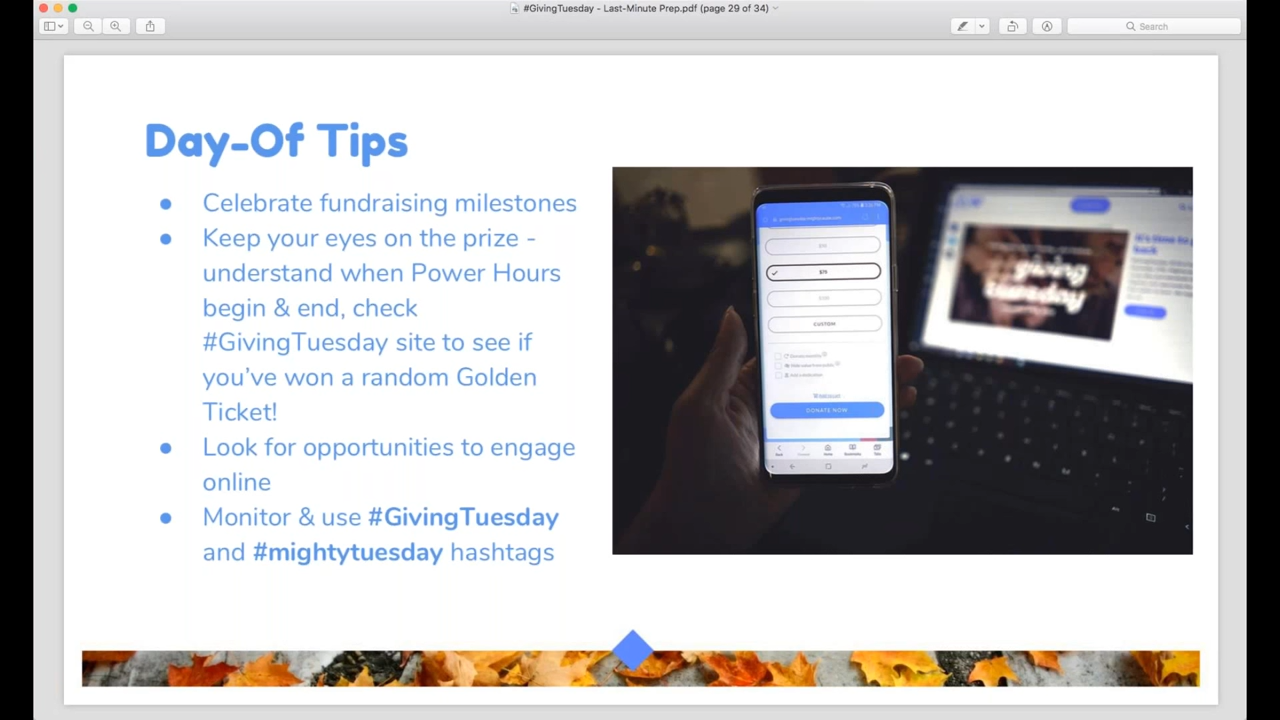 #GivingTuesday - Last-Minute Prep.pdf (page 29 of 34)
Search
Day-Of Tips
● Celebrate fundraising milestones
● Keep your eyes on the prize -
understand when Power Hours
begin & end, check
#GivingTuesday site to see if
you've won a random Golden
Ticket!
● Look for opportunities to engage
online
● Monitor & use #GivingTuesday
and #mightytuesday hashtags
$75
CUSTOM
DONATE NOW
giving
tuesday